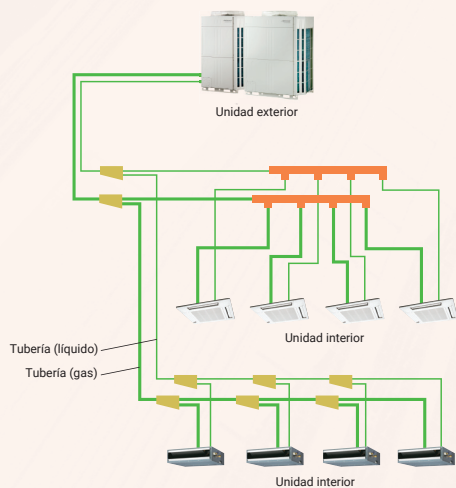 Unidad exterior
Unidad interior
Tubería (líquido)
Tubería (gas)
Unidad interior